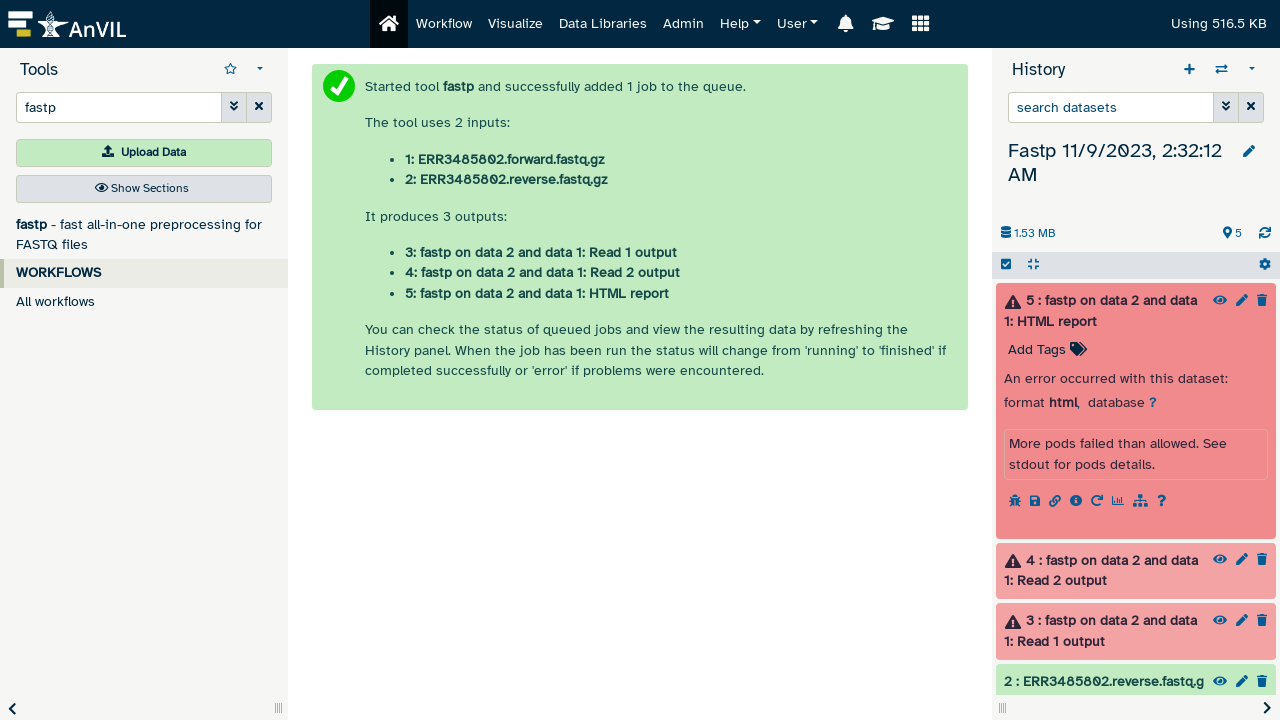 AnVIL
Workflow Visualize Data Libraries Admin Help User
Using 516.5 KB
Tools
fastp
Upload Data
Show Sections
fastp - fast all-in-one preprocessing for
FASTQ files
WORKFLOWS
All workflows
Started tool fastp and successfully added 1 job to the queue.
The tool uses 2 inputs:
• 1: ERR3485802.forward.fastq.gz
• 2: ERR3485802.reverse.fastq.gz
It produces 3 outputs:
• 3: fastp on data 2 and data 1: Read 1 output
• 4: fastp on data 2 and data 1: Read 2 output
• 5: fastp on data 2 and data 1: HTML report
You can check the status of queued jobs and view the resulting data by refreshing the
History panel. When the job has been run the status will change from 'running' to 'finished' if
completed successfully or 'error' if problems were encountered.
History
search datasets
Fastp 11/9/2023, 2:32:12
AM
1.53 MB
5
5 : fastp on data 2 and data
1: HTML report
Add Tags
An error occurred with this dataset:
format html, database ?
More pods failed than allowed. See
stdout for pods details.
4 : fastp on data 2 and data
1: Read 2 output
3 : fastp on data 2 and data
1: Read 1 output
2 : ERR3485802.reverse.fastq.g